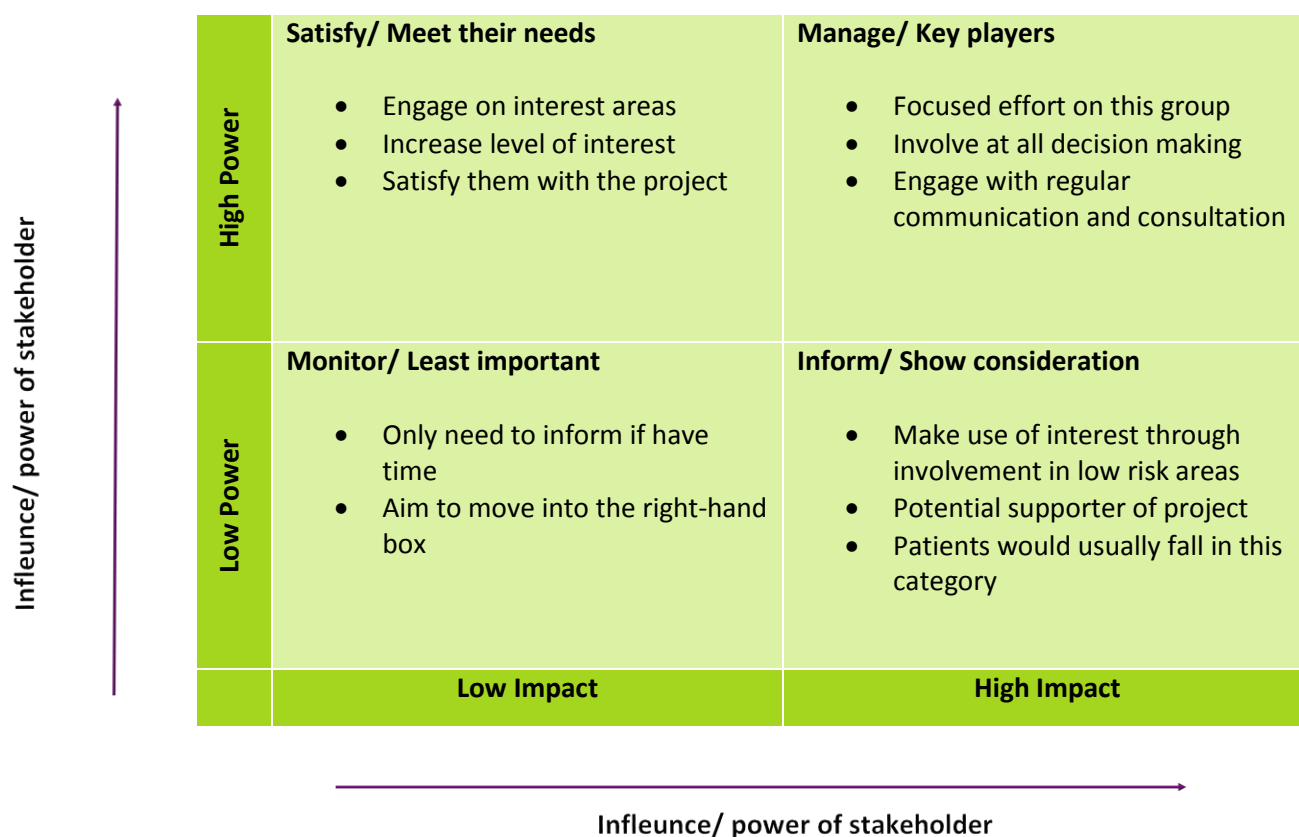 Satisfy/ Meet their needs
• Engage on interest areas
• Increase level of interest
• Satisfy them with the project
Manage/ Key players
• Focused effort on this group
• Involve at all decision making
• Engage with regular
communication and consultation
High Power
Infleunce/ power of stakeholder
Monitor/ Least important
• Only need to inform if have
time
• Aim to move into the right-hand
box
Inform/ Show consideration
• Make use of interest through
involvement in low risk areas
• Potential supporter of project
• Patients would usually fall in this
category
Low Power
Low Impact
High Impact
Infleunce/ power of stakeholder